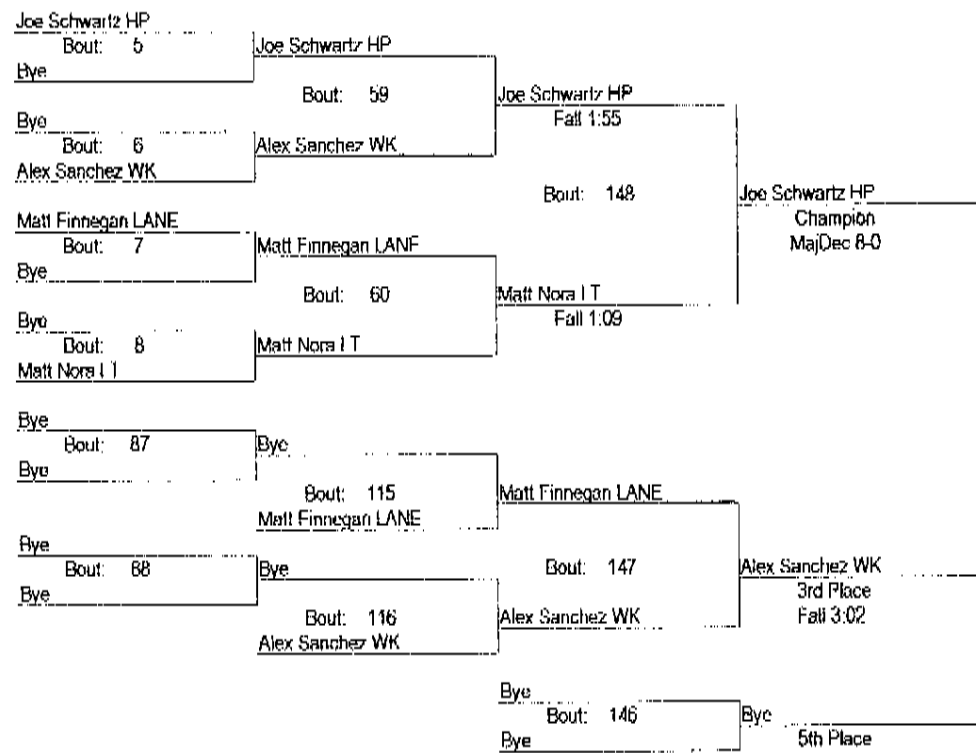 Joe Schwartz HP
Bout: 5
Bye
Joe Schwartz HP
Bout: 59
Bye
Bout: 6
Alex Sanchez WK
Alex Sanchez WK
Joe Schwartz HP
Fall 1:55
Bout: 148
Matt Finnegan LANE
Bout: 7
Bye
Matt Finnegan LANE
Bout: 60
Bye
Bout: 8
Matt Nora LT
Matt Nora LT
Matt Nora LT
Fall 1:09
Joe Schwartz HP
Champion
MajDec 8-0
Bye
Bout: 87
Bye
Bye
Bout: 115
Matt Finnegan LANE
Matt Finnegan LANE
Bye
Bout: 88
Bye
Bye
Bout: 116
Alex Sanchez WK
Bout: 147
Alex Sanchez WK
Alex Sanchez WK
3rd Place
Fall 3:02
Bye
Bout: 146
Bye
Bye
5th Place